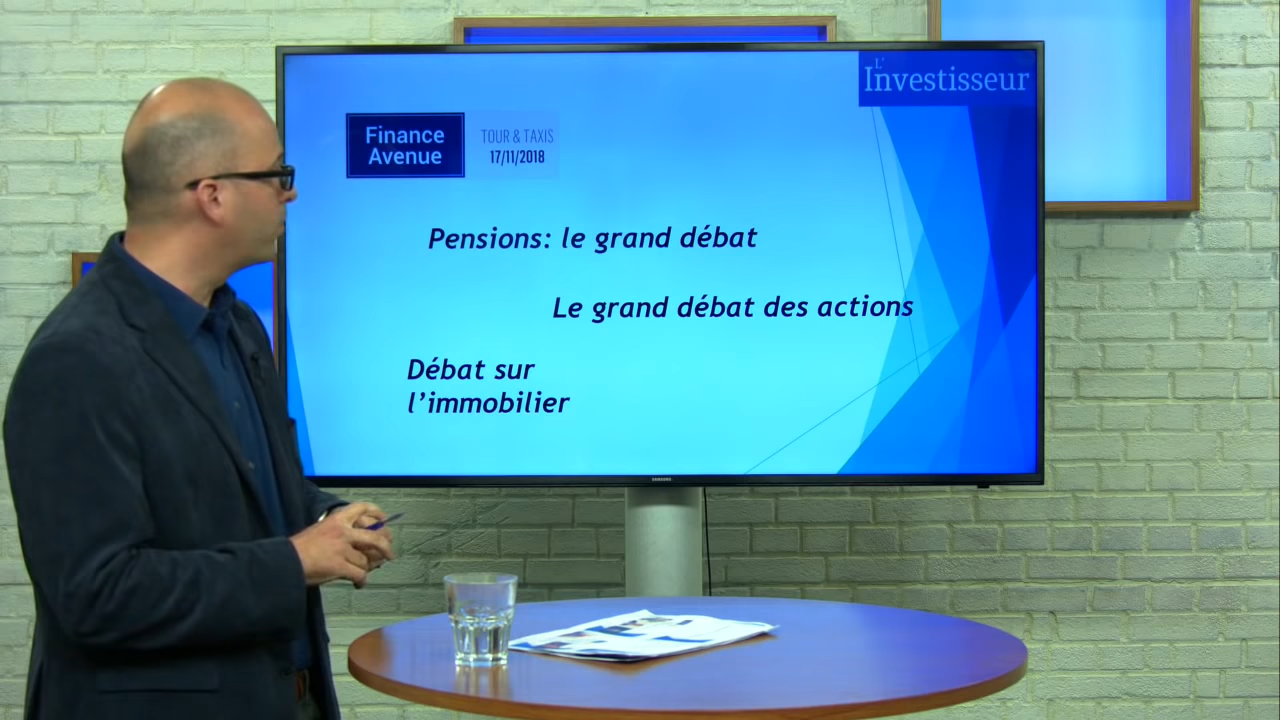 L'
Investisseur
Finance
Avenue
TOUR & TAXIS
17/11/2018
Pensions: le grand débat
Le grand débat des actions
Débat sur
l'immobilier
SAMSUNG